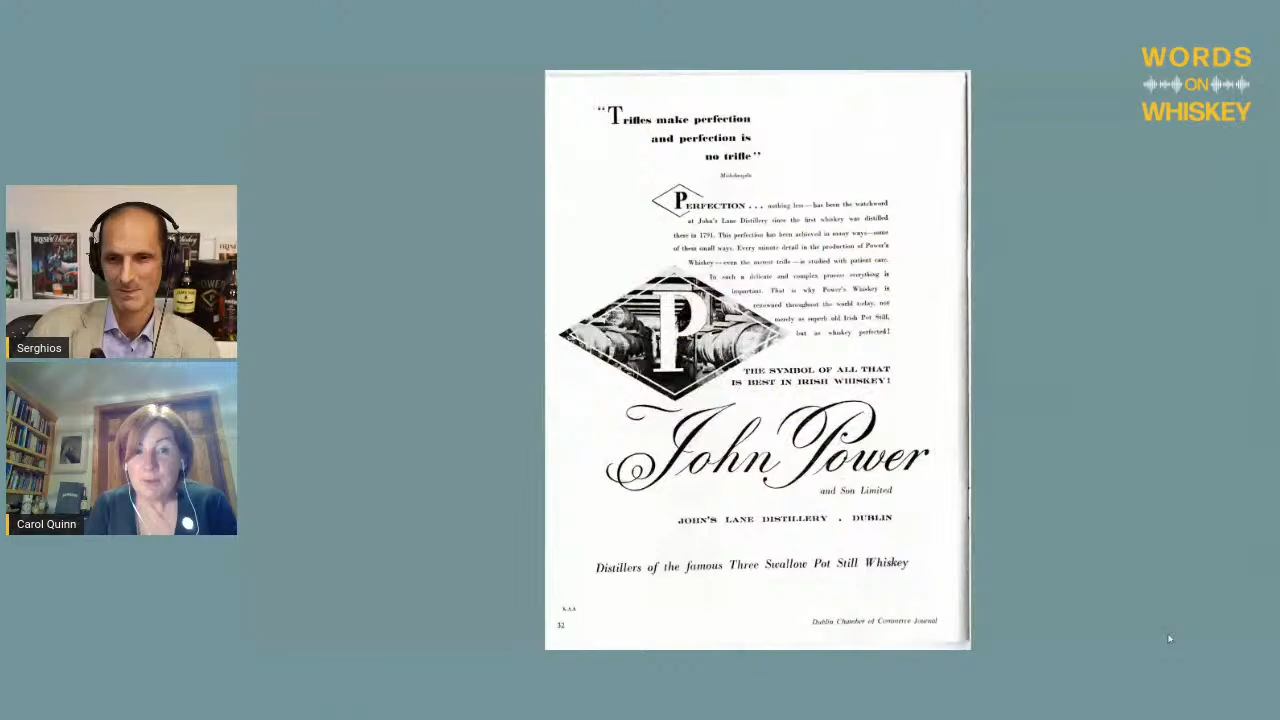 WORDS
ON
WHISKEY
"Trifles make perfection
and perfection is
no trifle"
Michelangelo
PERFECTION . . . nothing less—has been the watchword
at John's Lane Distillery since the first whiskey was distilled
there in 1791. This perfection has been achieved in many ways—some
of them small ways. Every minute detail in the production of Power's
Whiskey—even the merest trifle—is studied with patient care.
In such a delicate and complex process everything is
important. That is why Power's Whiskey is
renowned throughout the world today, not
merely as superb old Irish Pot Still,
but as whiskey perfected!
P
THE SYMBOL OF ALL THAT
IS BEST IN IRISH WHISKEY!
John Power
and Son Limited
JOHN'S LANE DISTILLERY . DUBLIN
Distillers of the famous Three Swallow Pot Still Whiskey
K.A.A
32
Dublin Chamber of Commerce Journal
Serghios
Carol Quinn